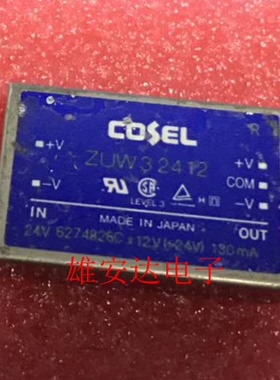 COSEL
R
ZUW32412
+V
+V
COM
-V
-V
LEVEL 3
IN
OUT
MADE IN JAPAN
24V 6274826C ±12V(+24V) 130mA
雄安达电子